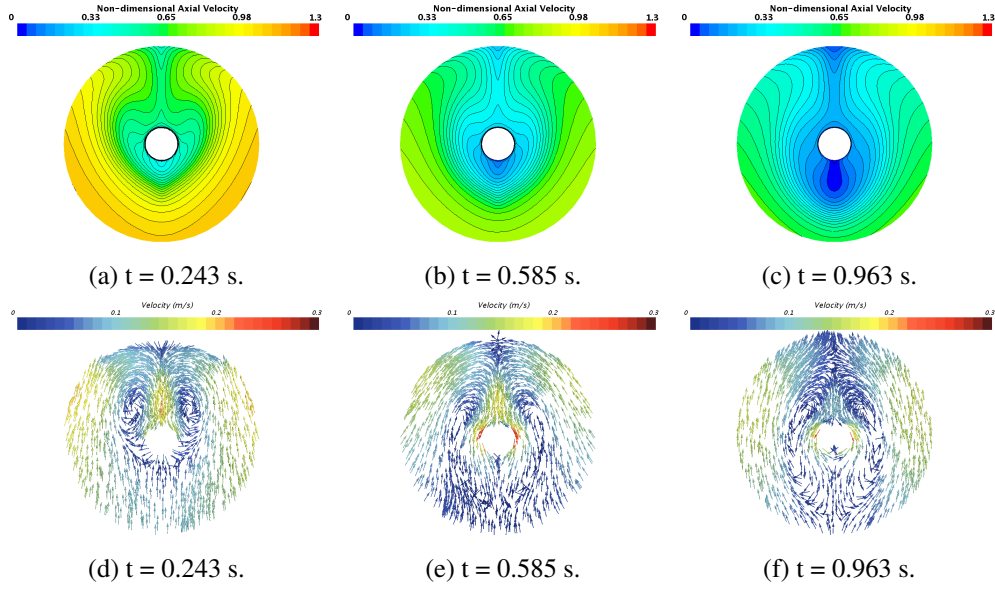 Non-dimensional Axial Velocity
0 0.33 0.65 0.98 1.3
Non-dimensional Axial Velocity
0 0.33 0.65 0.98 1.3
Non-dimensional Axial Velocity
0 0.33 0.65 0.98 1.3
(a) t = 0.243 s.
(b) t = 0.585 s.
(c) t = 0.963 s.
Velocity (m/s)
0 0.1 0.2 0.3
Velocity (m/s)
0 0.1 0.2 0.3
Velocity (m/s)
0 0.1 0.2 0.3
(d) t = 0.243 s.
(e) t = 0.585 s.
(f) t = 0.963 s.